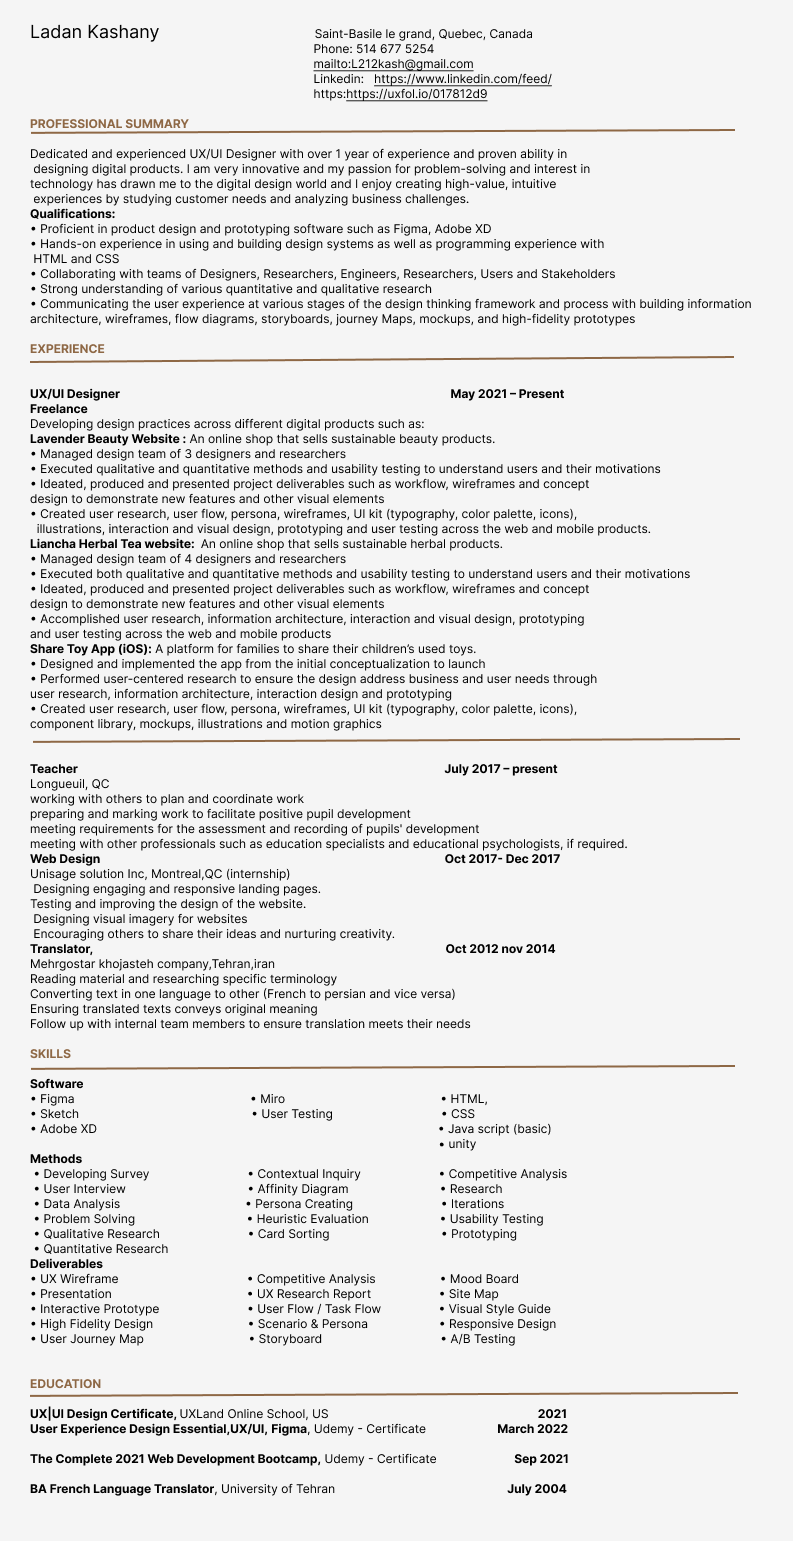 Ladan Kashany
Saint-Basile le grand, Quebec, Canada
Phone: 514 677 5254
mailto:L212kash@gmail.com
Linkedin: https://www.linkedin.com/feed/
https:https://uxfol.io/017812d9
PROFESSIONAL SUMMARY
Dedicated and experienced UX/UI Designer with over 1 year of experience and proven ability in
designing digital products. I am very innovative and my passion for problem-solving and interest in
technology has drawn me to the digital design world and I enjoy creating high-value, intuitive
experiences by studying customer needs and analyzing business challenges.
Qualifications:
• Proficient in product design and prototyping software such as Figma, Adobe XD
• Hands-on experience in using and building design systems as well as programming experience with
HTML and CSS
• Collaborating with teams of Designers, Researchers, Engineers, Researchers, Users and Stakeholders
• Strong understanding of various quantitative and qualitative research
• Communicating the user experience at various stages of the design thinking framework and process with building information
architecture, wireframes, flow diagrams, storyboards, journey Maps, mockups, and high-fidelity prototypes
EXPERIENCE
UX/UI Designer May 2021 – Present
Freelance
Developing design practices across different digital products such as:
Lavender Beauty Website : An online shop that sells sustainable beauty products.
• Managed design team of 3 designers and researchers
• Executed qualitative and quantitative methods and usability testing to understand users and their motivations
• Ideated, produced and presented project deliverables such as workflow, wireframes and concept
design to demonstrate new features and other visual elements
• Created user research, user flow, persona, wireframes, UI kit (typography, color palette, icons),
illustrations, interaction and visual design, prototyping and user testing across the web and mobile products.
Liancha Herbal Tea website: An online shop that sells sustainable herbal products.
• Managed design team of 4 designers and researchers
• Executed both qualitative and quantitative methods and usability testing to understand users and their motivations
• Ideated, produced and presented project deliverables such as workflow, wireframes and concept
design to demonstrate new features and other visual elements
• Accomplished user research, information architecture, interaction and visual design, prototyping
and user testing across the web and mobile products
Share Toy App (iOS): A platform for families to share their children’s used toys.
• Designed and implemented the app from the initial conceptualization to launch
• Performed user-centered research to ensure the design address business and user needs through
user research, information architecture, interaction design and prototyping
• Created user research, user flow, persona, wireframes, UI kit (typography, color palette, icons),
component library, mockups, illustrations and motion graphics
Teacher July 2017 – present
Longueuil, QC
working with others to plan and coordinate work
preparing and marking work to facilitate positive pupil development
meeting requirements for the assessment and recording of pupils' development
meeting with other professionals such as education specialists and educational psychologists, if required.
Web Design Oct 2017- Dec 2017
Unisage solution Inc, Montreal,QC (internship)
Designing engaging and responsive landing pages.
Testing and improving the design of the website.
Designing visual imagery for websites
Encouraging others to share their ideas and nurturing creativity.
Translator, Oct 2012 nov 2014
Mehrgostar khojasteh company,Tehran,iran
Reading material and researching specific terminology
Converting text in one language to other (French to persian and vice versa)
Ensuring translated texts conveys original meaning
Follow up with internal team members to ensure translation meets their needs
SKILLS
Software
• Figma • Miro • HTML,
• Sketch • User Testing • CSS
• Adobe XD • Java script (basic)
• unity
Methods
• Developing Survey • Contextual Inquiry • Competitive Analysis
• User Interview • Affinity Diagram • Research
• Data Analysis • Persona Creating • Iterations
• Problem Solving • Heuristic Evaluation • Usability Testing
• Qualitative Research • Card Sorting • Prototyping
• Quantitative Research
Deliverables
• UX Wireframe • Competitive Analysis • Mood Board
• Presentation • UX Research Report • Site Map
• Interactive Prototype • User Flow / Task Flow • Visual Style Guide
• High Fidelity Design • Scenario & Persona • Responsive Design
• User Journey Map • Storyboard • A/B Testing
EDUCATION
UX|UI Design Certificate, UXLand Online School, US 2021
User Experience Design Essential,UX/UI, Figma, Udemy - Certificate March 2022
The Complete 2021 Web Development Bootcamp, Udemy - Certificate Sep 2021
BA French Language Translator, University of Tehran July 2004